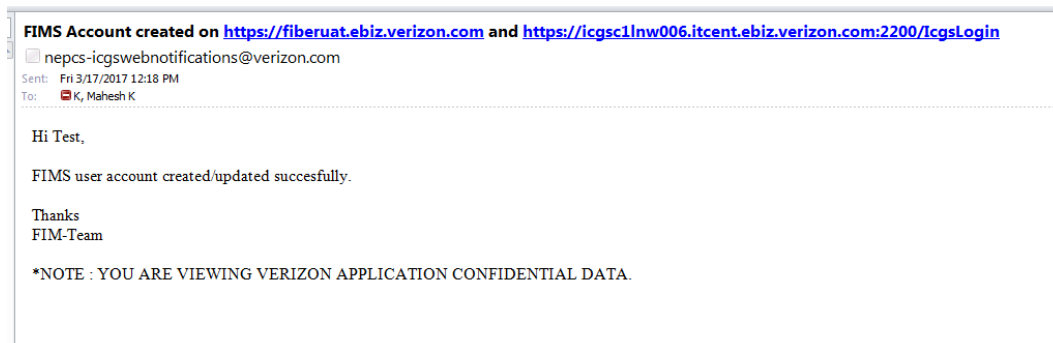 FIMS Account created on https://fiberuat.ebiz.verizon.com and https://icgsc1lnw006.itcent.ebiz.verizon.com:2200/IcgsLogin
nepcs-icgswebnotifications@verizon.com
Sent: Fri 3/17/2017 12:18 PM
To: K, Mahesh K
Hi Test,
FIMS user account created/updated succesfully.
Thanks
FIM-Team
*NOTE : YOU ARE VIEWING VERIZON APPLICATION CONFIDENTIAL DATA.